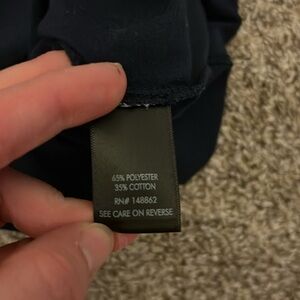 65% POLYESTER
35% COTTON
RN# 148862
SEE CARE ON REVERSE